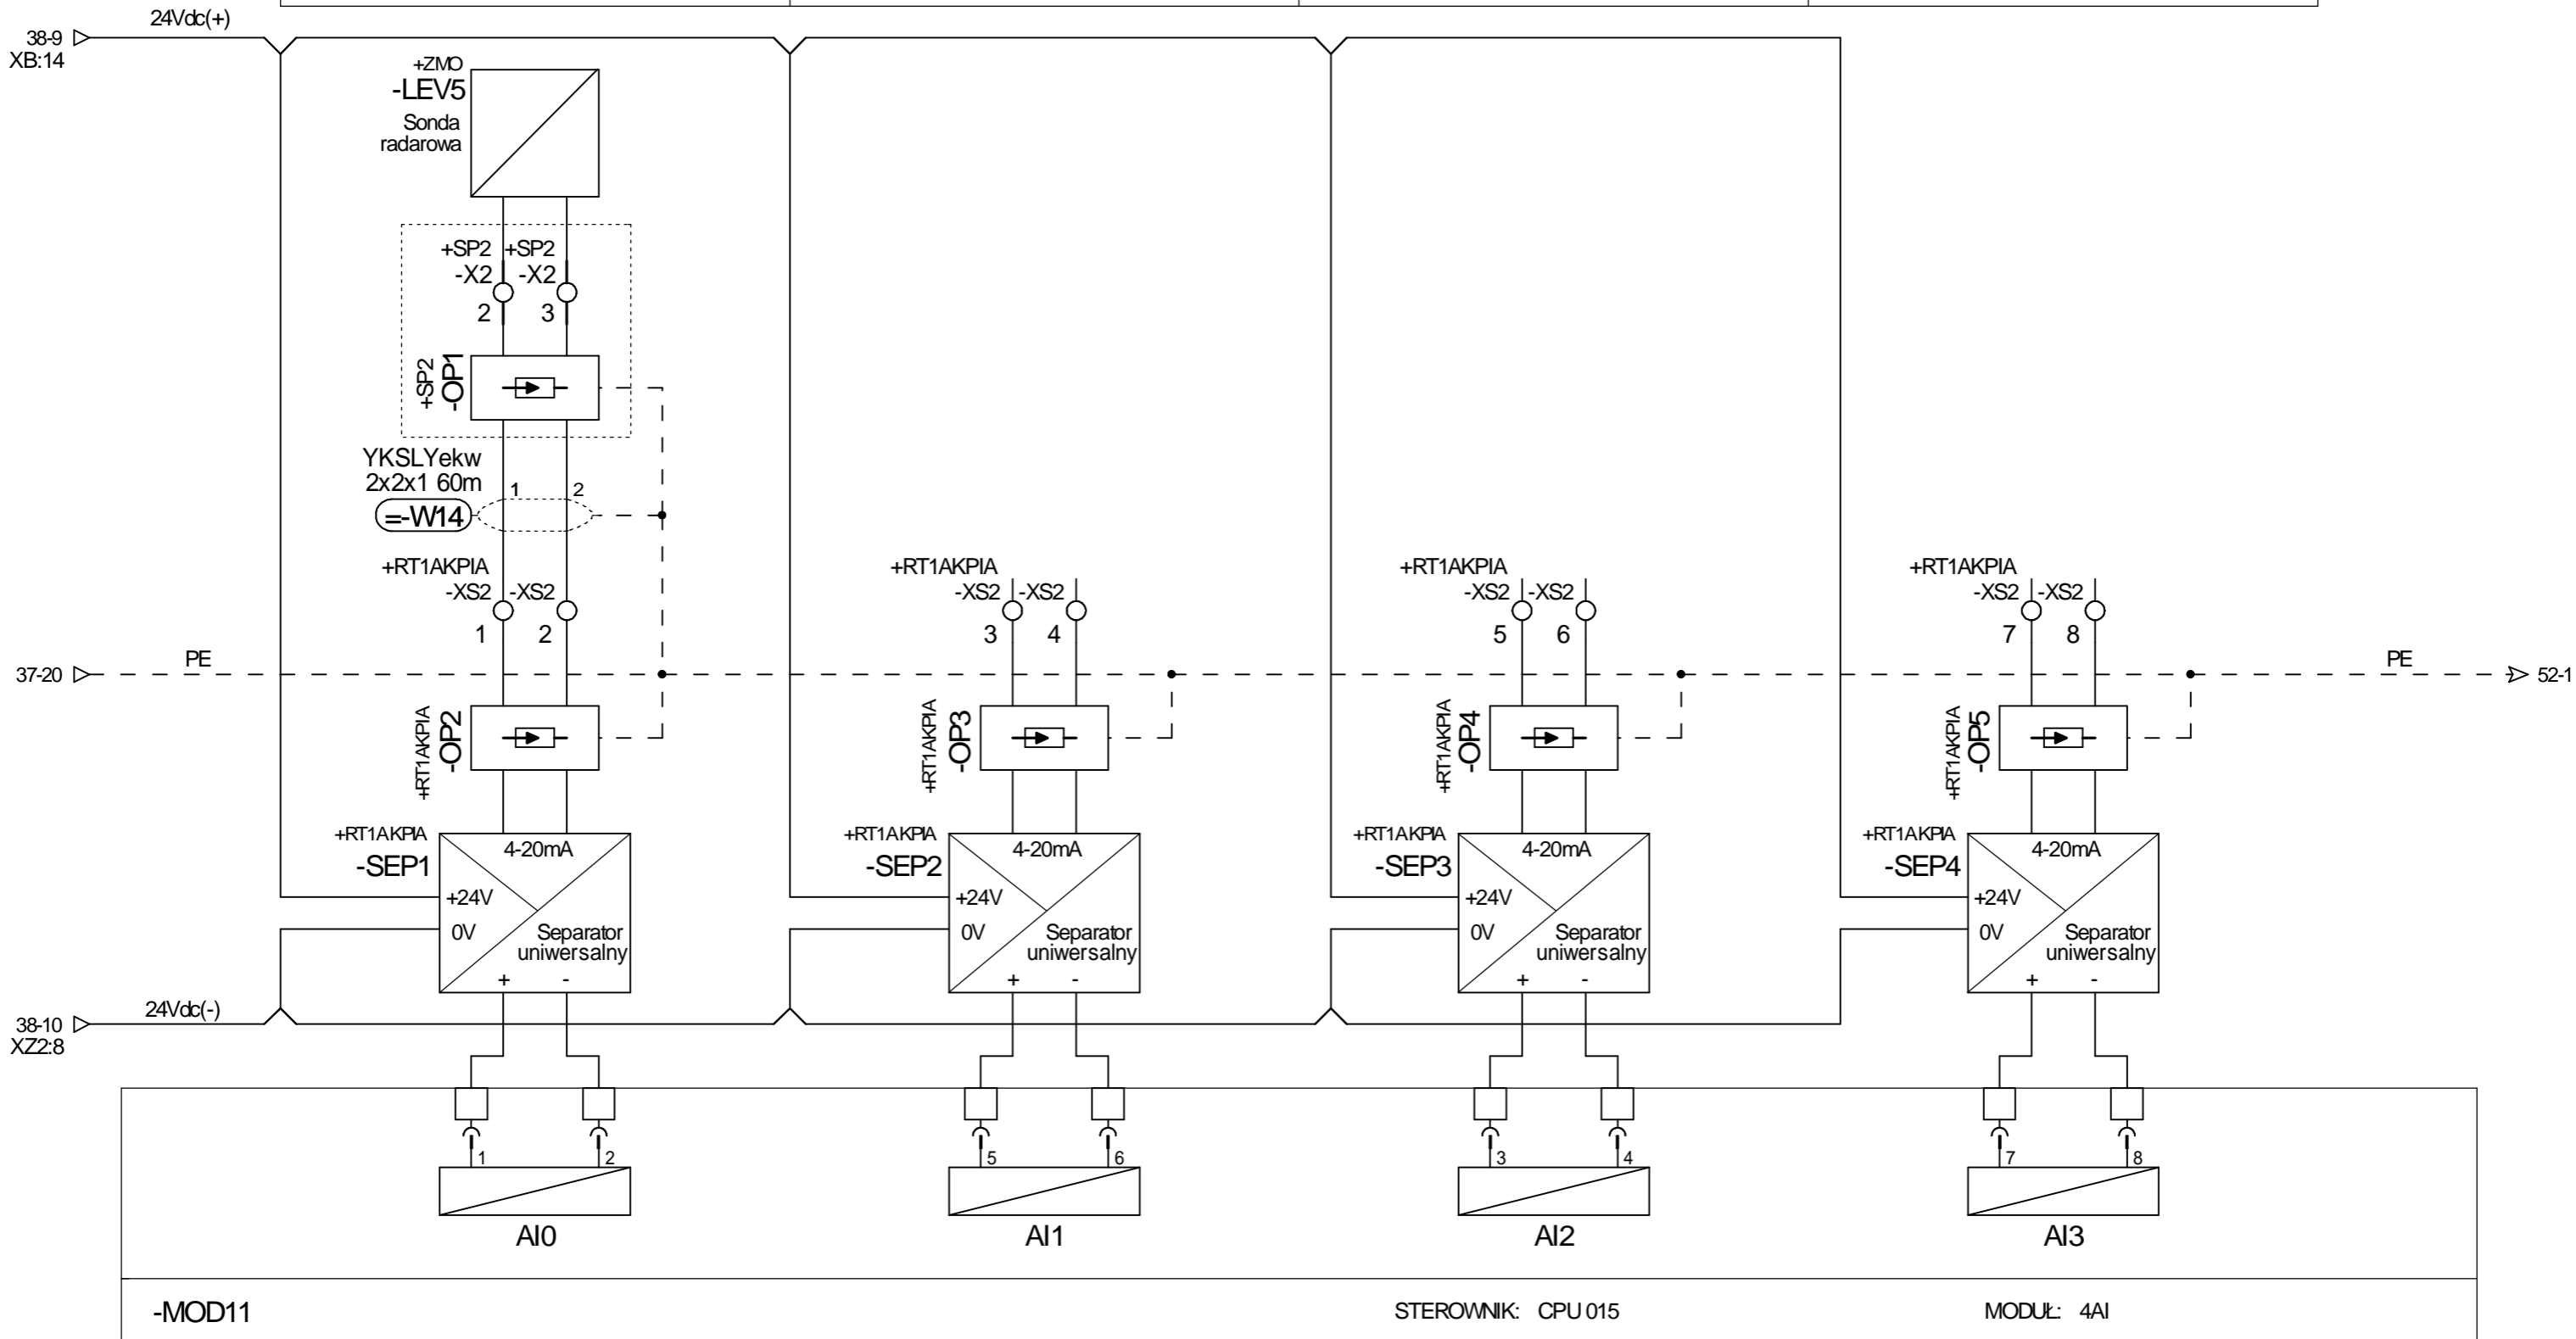 24Vdc(+)
38-9
XB:14
+ZMO
-LEV5
Sonda
radarowa
+SP2 +SP2
-X2 -X2
2 3
+SP2
-OP1
YKSLYekw
2x2x1 60m
1 2
=-W14
+RT1AKPIA
-XS2 -XS2
1 2
+RT1AKPIA
-XS2 -XS2
3 4
+RT1AKPIA
-XS2 -XS2
5 6
+RT1AKPIA
-XS2 -XS2
7 8
37-20
PE
PE
52-1
+RT1AKPIA
-OP2
+RT1AKPIA
-OP3
+RT1AKPIA
-OP4
+RT1AKPIA
-OP5
+RT1AKPIA
-SEP1
4-20mA
+24V
0V
Separator
uniwersalny
+ -
+RT1AKPIA
-SEP2
4-20mA
+24V
0V
Separator
uniwersalny
+ -
+RT1AKPIA
-SEP3
4-20mA
+24V
0V
Separator
uniwersalny
+ -
+RT1AKPIA
-SEP4
4-20mA
+24V
0V
Separator
uniwersalny
+ -
24Vdc(-)
38-10
XZ2:8
1 2
AI0
5 6
AI1
3 4
AI2
7 8
AI3
-MOD11
STEROWNIK: CPU 015
MODUŁ: 4AI